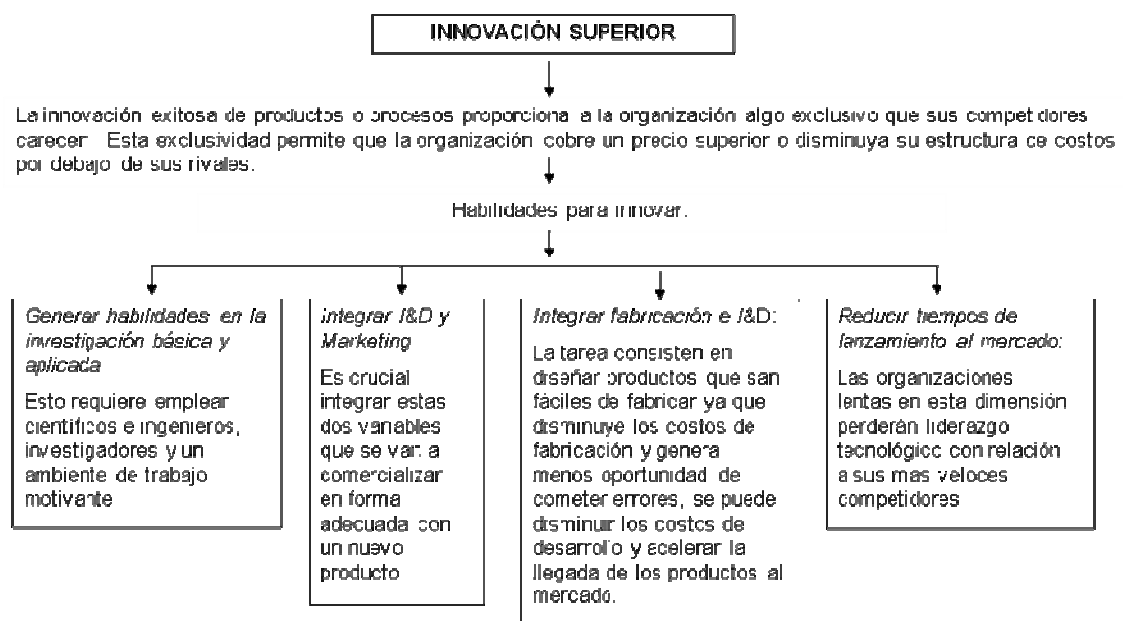 INNOVACIÓN SUPERIOR
La innovación exitosa de productos o procesos proporciona a la organización algo exclusivo que sus competidores
carecen Esta exclusividad permite que la organización cobre un precio superior o disminuya su estructura de costos
por debajo de sus rivales.
Habilidades para innovar.
Generar habilidades en la
investigación básica y
aplicada
Esto requiere emplear
científicos e ingenieros,
investigadores y un
ambiente de trabajo
motivante
Integrar I&D y
Marketing
Es crucial
integrar estas
dos variables
que se van a
comercializar
en forma
adecuada con
un nuevo
producto
Integrar fabricación e I&D:
La tarea consisten en
diseñar productos que san
fáciles de fabricar ya que
disminuye los costos de
fabricación y genera
menos oportunidad de
cometer errores, se puede
disminuir los costos de
desarrollo y acelerar la
llegada de los productos al
mercado.
Reducir tiempos de
lanzamiento al mercado:
Las organizaciones
lentas en esta dimensión
perderán liderazgo
tecnológico con relación
a sus mas veloces
competidores